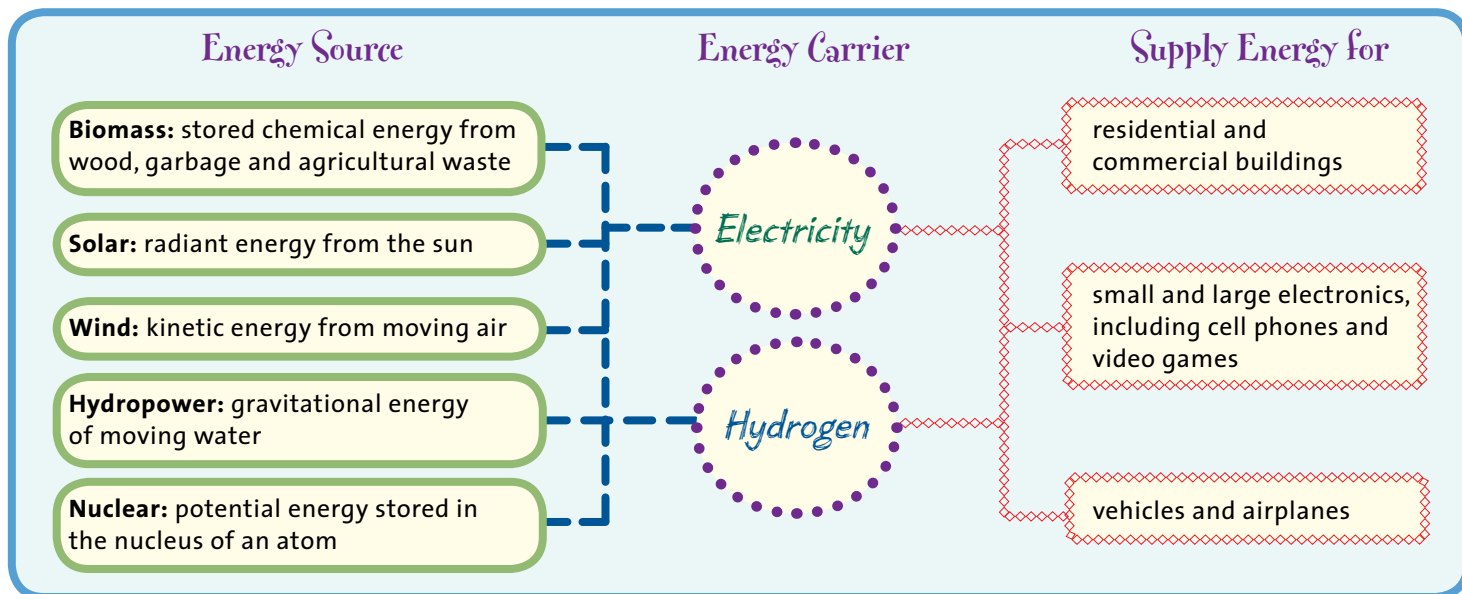 Energy Source
Biomass: stored chemical energy from
wood, garbage and agricultural waste
Solar: radiant energy from the sun
Wind: kinetic energy from moving air
Hydropower: gravitational energy
of moving water
Nuclear: potential energy stored in
the nucleus of an atom
Energy Carrier
Electricity
Hydrogen
Supply Energy for
residential and
commercial buildings
small and large electronics,
including cell phones and
video games
vehicles and airplanes